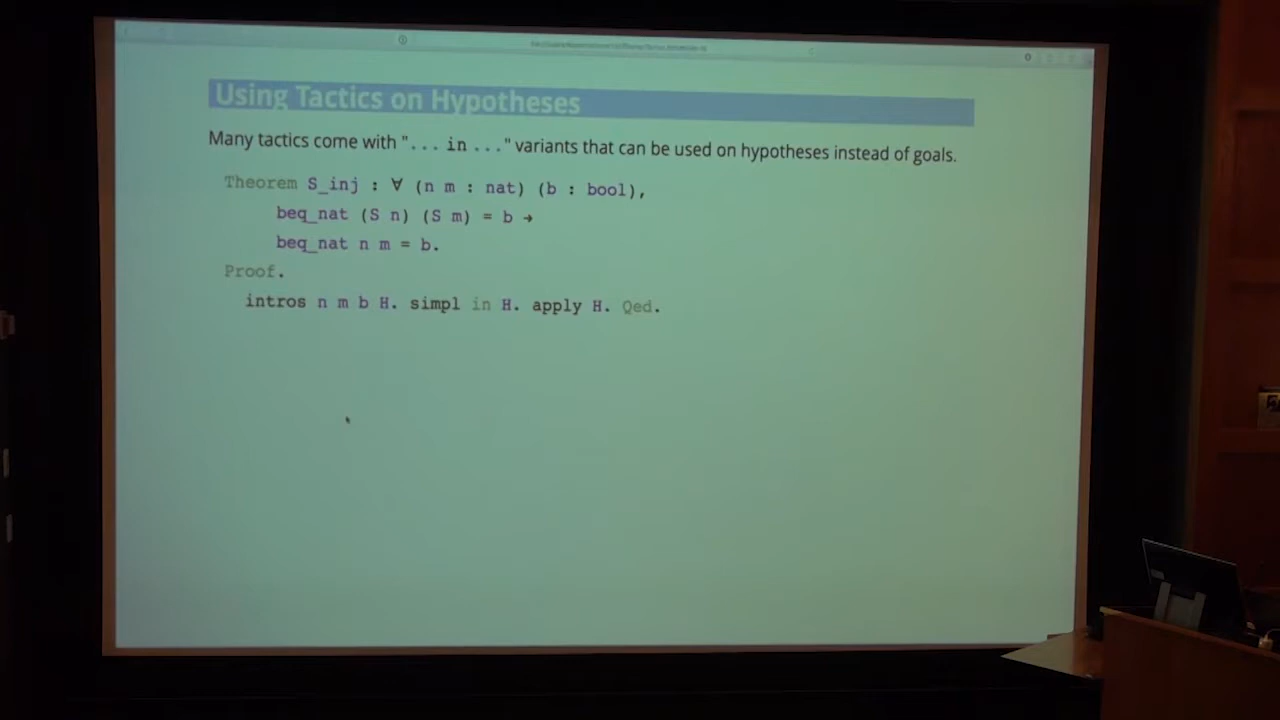 Using Tactics on Hypotheses
Many tactics come with "... in ..." variants that can be used on hypotheses instead of goals.
Theorem S_inj : ∀ (n m : nat) (b : bool),
beq_nat (S n) (S m) = b →
beq_nat n m = b.
Proof.
intros n m b H. simpl in H. apply H. Qed.